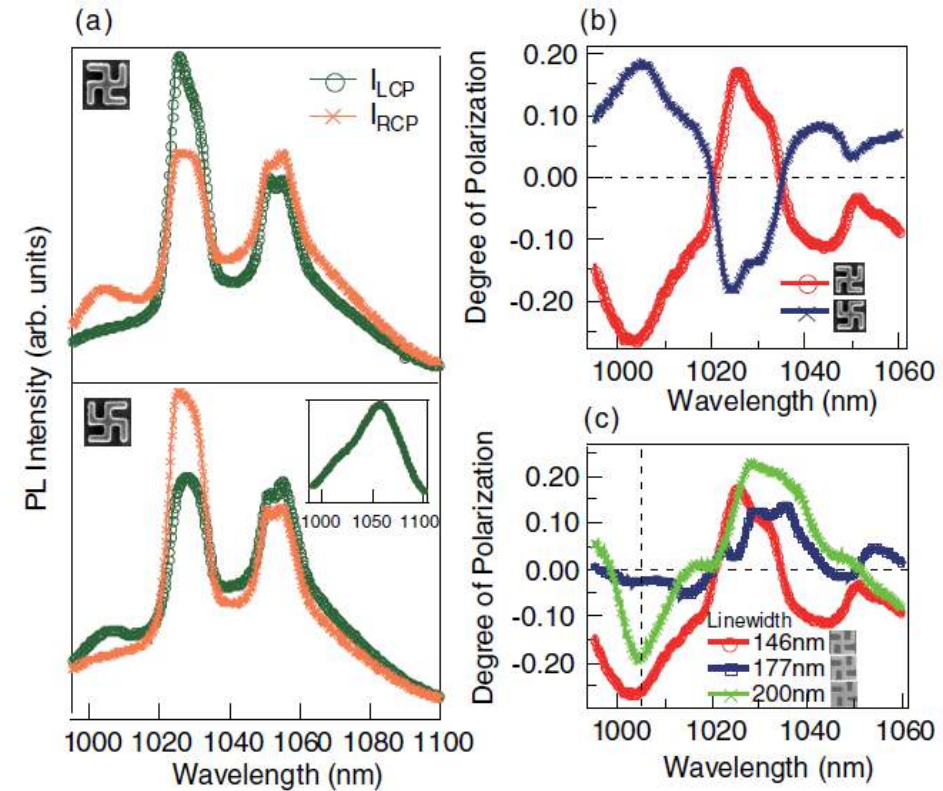 (a)
I_LCP
I_RCP
PL Intensity (arb. units)
1000 1050 1100
1000 1020 1040 1060 1080 1100
Wavelength (nm)
(b)
Degree of Polarization
0.20
0.10
0.00
-0.10
-0.20
1000 1020 1040 1060
Wavelength (nm)
(c)
Degree of Polarization
0.20
0.10
0.00
-0.10
-0.20
Linewidth
146nm
177nm
200nm
1000 1020 1040 1060
Wavelength (nm)